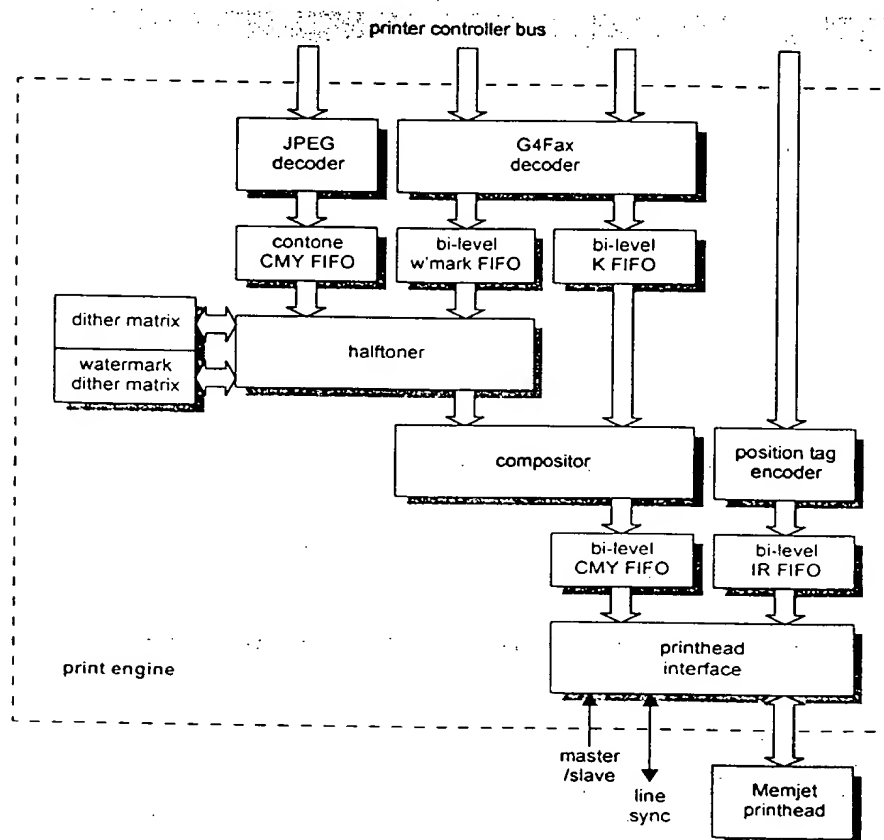 printer controller bus
JPEG
decoder
G4Fax
decoder
contone
CMY FIFO
bi-level
w'mark FIFO
bi-level
K FIFO
dither matrix
watermark
dither matrix
halftoner
compositor
position tag
encoder
bi-level
CMY FIFO
bi-level
IR FIFO
printhead
interface
print engine
master
/slave
line
sync
Memjet
printhead